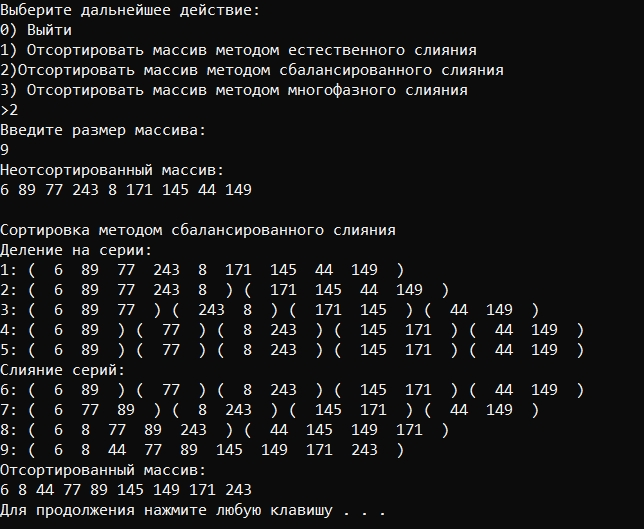 Выберите дальнейшее действие:
0) Выйти
1) Отсортировать массив методом естественного слияния
2)Отсортировать массив методом сбалансированного слияния
3) Отсортировать массив методом многофазного слияния
>2
Введите размер массива:
9
Неотсортированный массив:
6 89 77 243 8 171 145 44 149
Сортировка методом сбалансированного слияния
Деление на серии:
1: (  6  89  77  243  8  171  145  44  149  )
2: (  6  89  77  243  8  ) (  171  145  44  149  )
3: (  6  89  77  ) (  243  8  ) (  171  145  ) (  44  149  )
4: (  6  89  ) (  77  ) (  8  243  ) (  145  171  ) (  44  149  )
5: (  6  89  ) (  77  ) (  8  243  ) (  145  171  ) (  44  149  )
Слияние серий:
6: (  6  89  ) (  77  ) (  8  243  ) (  145  171  ) (  44  149  )
7: (  6  77  89  ) (  8  243  ) (  145  171  ) (  44  149  )
8: (  6  8  77  89  243  ) (  44  145  149  171  )
9: (  6  8  44  77  89  145  149  171  243  )
Отсортированный массив:
6 8 44 77 89 145 149 171 243
Для продолжения нажмите любую клавишу . . .